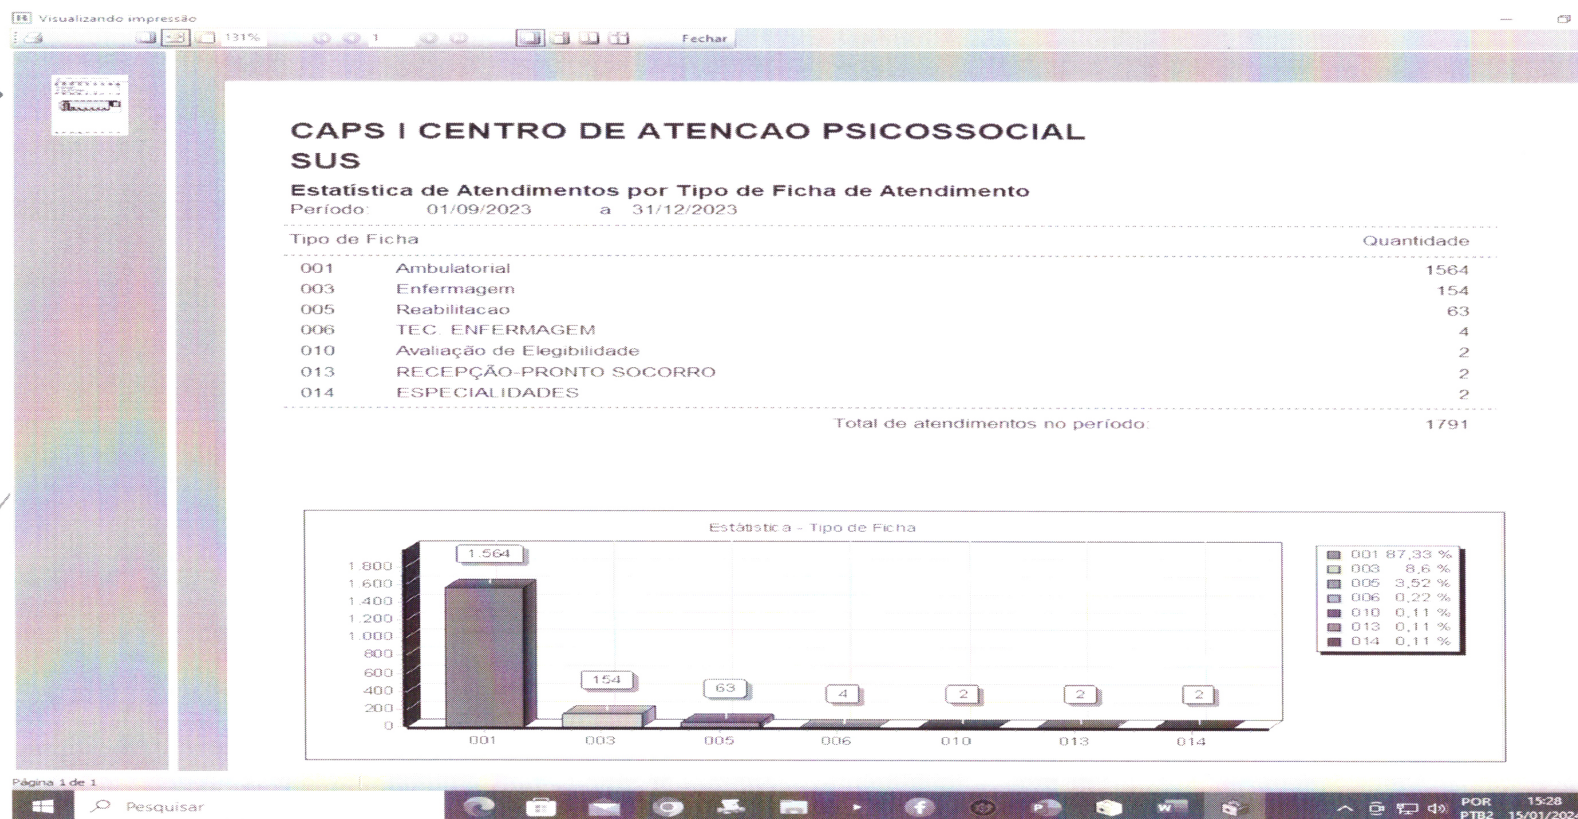 Visualizando impressão
131% 1 Fechar
CAPS I CENTRO DE ATENCAO PSICOSSOCIAL
SUS
Estatística de Atendimentos por Tipo de Ficha de Atendimento
Período: 01/09/2023 a 31/12/2023
Tipo de Ficha Quantidade
001 Ambulatorial 1564
003 Enfermagem 154
005 Reabilitacao 63
006 TEC. ENFERMAGEM 4
010 Avaliação de Elegibilidade 2
013 RECEPÇÃO-PRONTO SOCORRO 2
014 ESPECIALIDADES 2
Total de atendimentos no período: 1791
Estátistica - Tipo de Ficha
1.800
1.600
1.400
1.200
1.000
800
600
400
200
0
1.564
154
63
4
2
2
2
001 003 005 006 010 013 014
001 87,33 %
003 8,6 %
005 3,52 %
006 0,22 %
010 0,11 %
013 0,11 %
014 0,11 %
Página 1 de 1
Pesquisar
POR 15:28
PTB2 15/01/2024